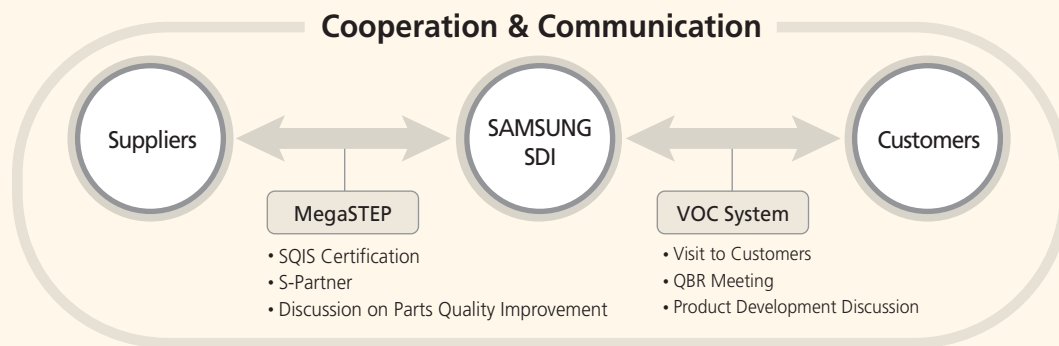 Cooperation & Communication
Suppliers
SAMSUNG
SDI
Customers
MegaSTEP
• SQIS Certification
• S-Partner
• Discussion on Parts Quality Improvement
VOC System
• Visit to Customers
• QBR Meeting
• Product Development Discussion